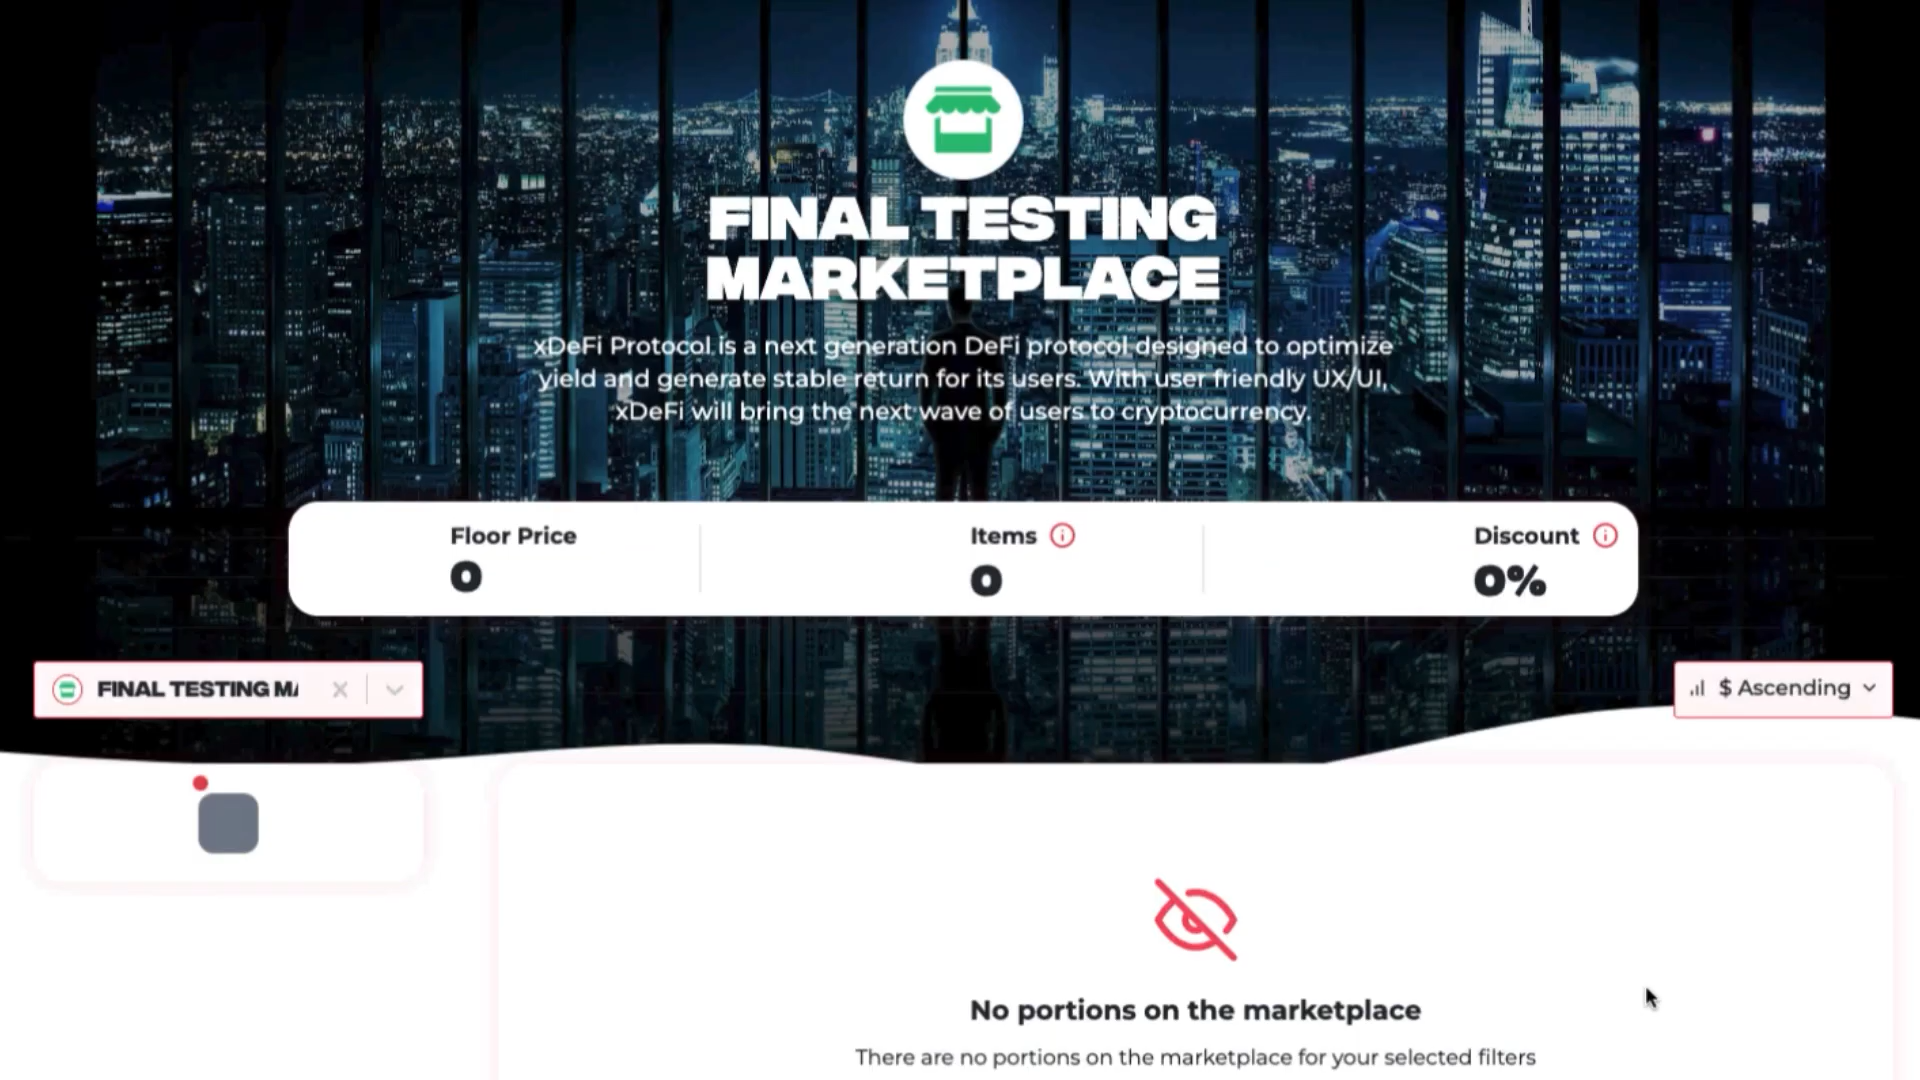 FINAL TESTING
MARKETPLACE
xDeFi Protocol is a next generation DeFi protocol designed to optimize
yield and generate stable return for its users. With user friendly UX/UI,
xDeFi will bring the next wave of users to cryptocurrency.
Floor Price
0
Items
0
Discount
0%
FINAL TESTING MA
$ Ascending
No portions on the marketplace
There are no portions on the marketplace for your selected filters